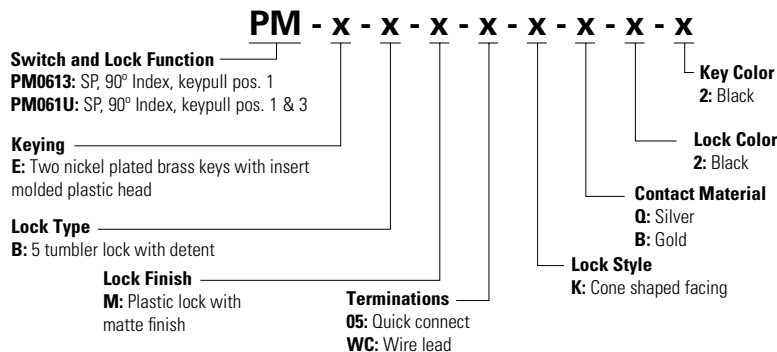 PM - x - x - x - x - x - x - x - x
Switch and Lock Function
PM0613: SP, 90º Index, keypull pos. 1
PM061U: SP, 90º Index, keypull pos. 1 & 3
Keying
E: Two nickel plated brass keys with insert
molded plastic head
Lock Type
B: 5 tumbler lock with detent
Lock Finish
M: Plastic lock with
matte finish
Terminations
05: Quick connect
WC: Wire lead
Lock Style
K: Cone shaped facing
Contact Material
Q: Silver
B: Gold
Lock Color
2: Black
Key Color
2: Black